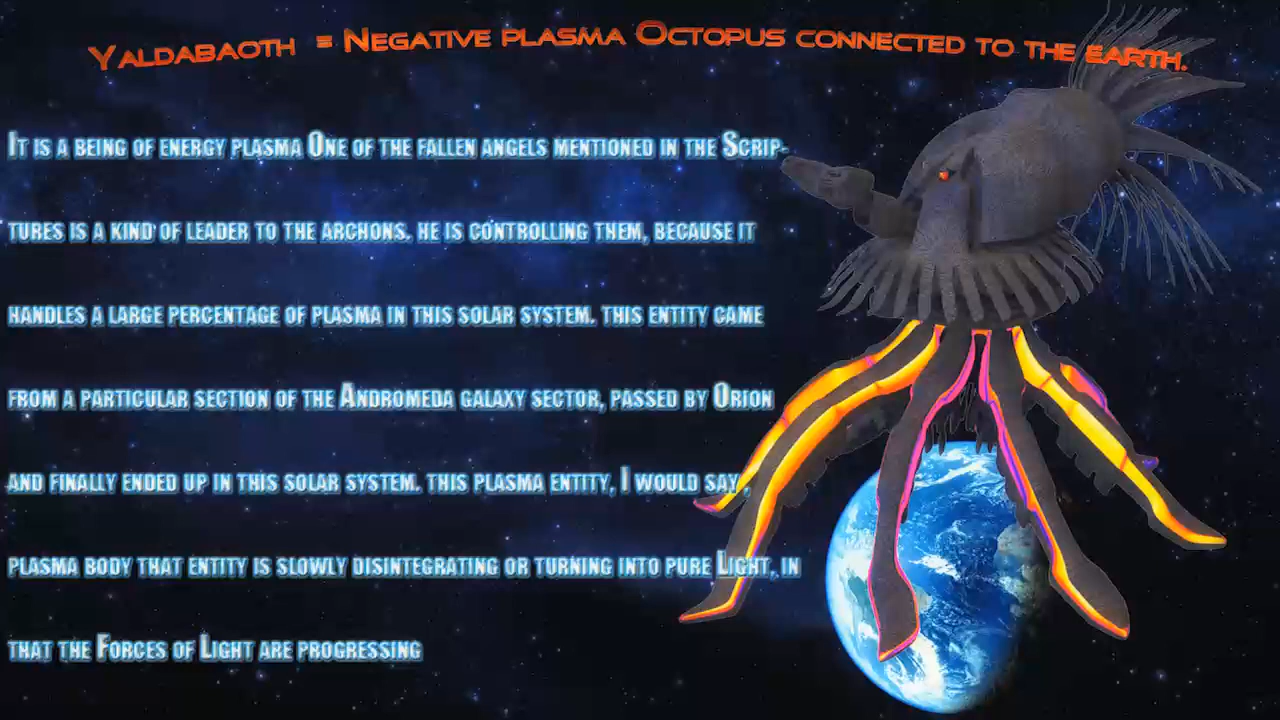 Yaldabaoth = Negative plasma Octopus connected to the earth.
It is a being of energy plasma One of the fallen angels mentioned in the Scrip-
tures is a kind of leader to the archons. he is controlling them, because it
handles a large percentage of plasma in this solar system. this entity came
from a particular section of the Andromeda galaxy sector, passed by Orion
and finally ended up in this solar system. this plasma entity, I would say ,
plasma body that entity is slowly disintegrating or turning into pure Light, in
that the Forces of Light are progressing